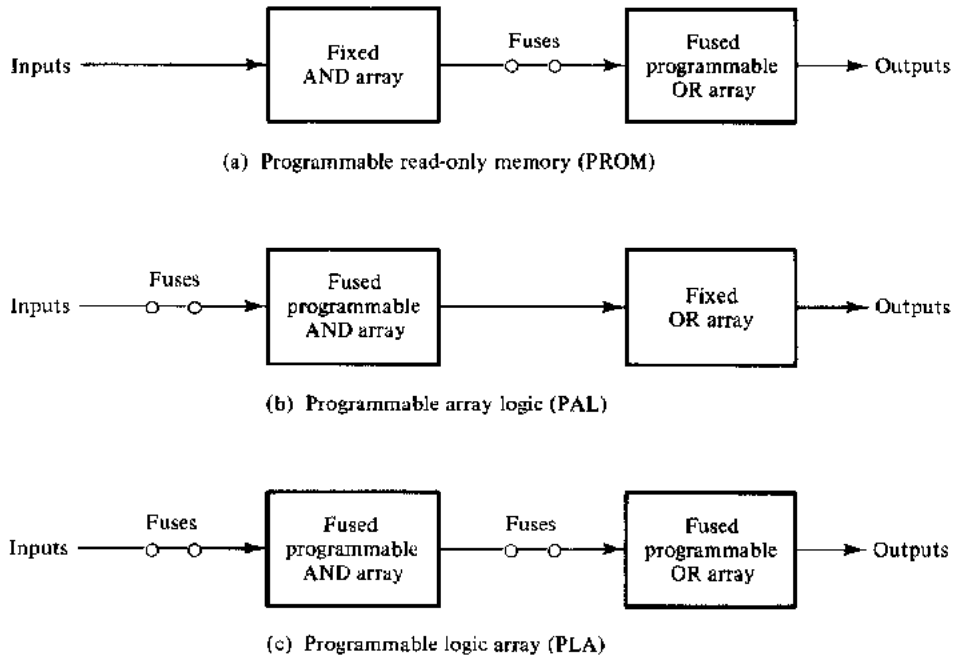 Inputs
Fixed
AND array
Fuses
Fused
programmable
OR array
Outputs
(a) Programmable read-only memory (PROM)
Inputs
Fuses
Fused
programmable
AND array
Fixed
OR array
Outputs
(b) Programmable array logic (PAL)
Inputs
Fuses
Fused
programmable
AND array
Fuses
Fused
programmable
OR array
Outputs
(c) Programmable logic array (PLA)